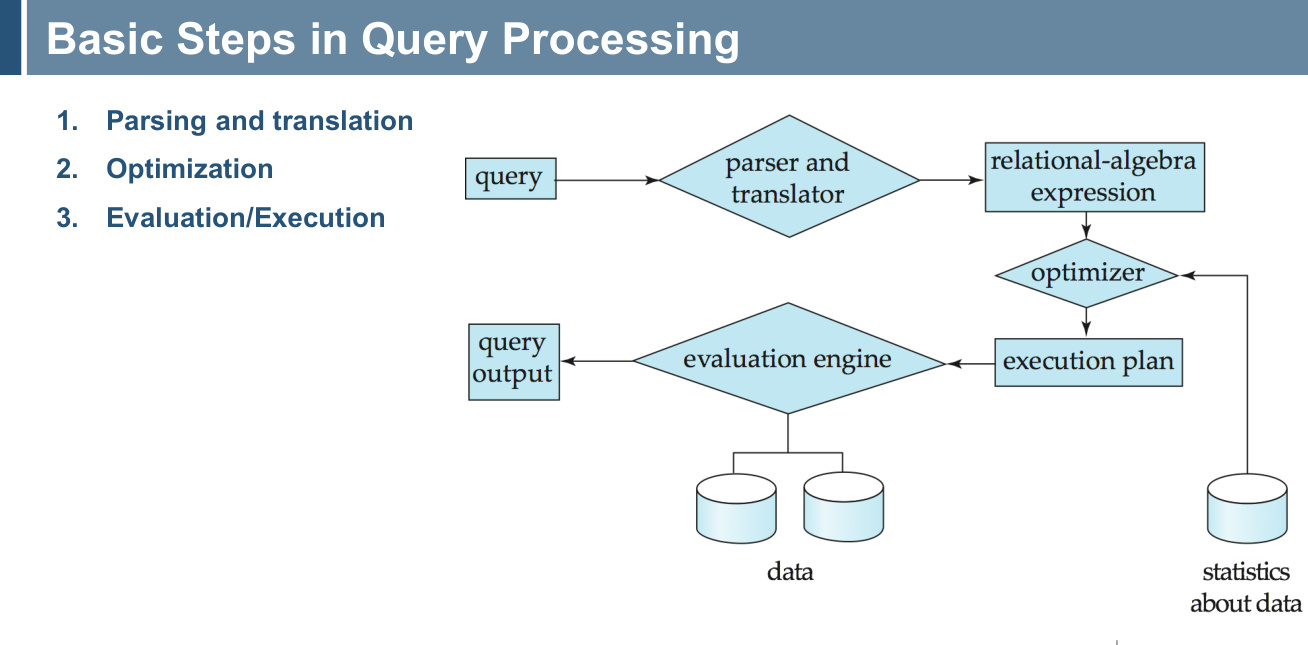 Basic Steps in Query Processing
1. Parsing and translation
2. Optimization
3. Evaluation/Execution
query
parser and
translator
relational-algebra
expression
optimizer
query
output
evaluation engine
execution plan
data
statistics
about data